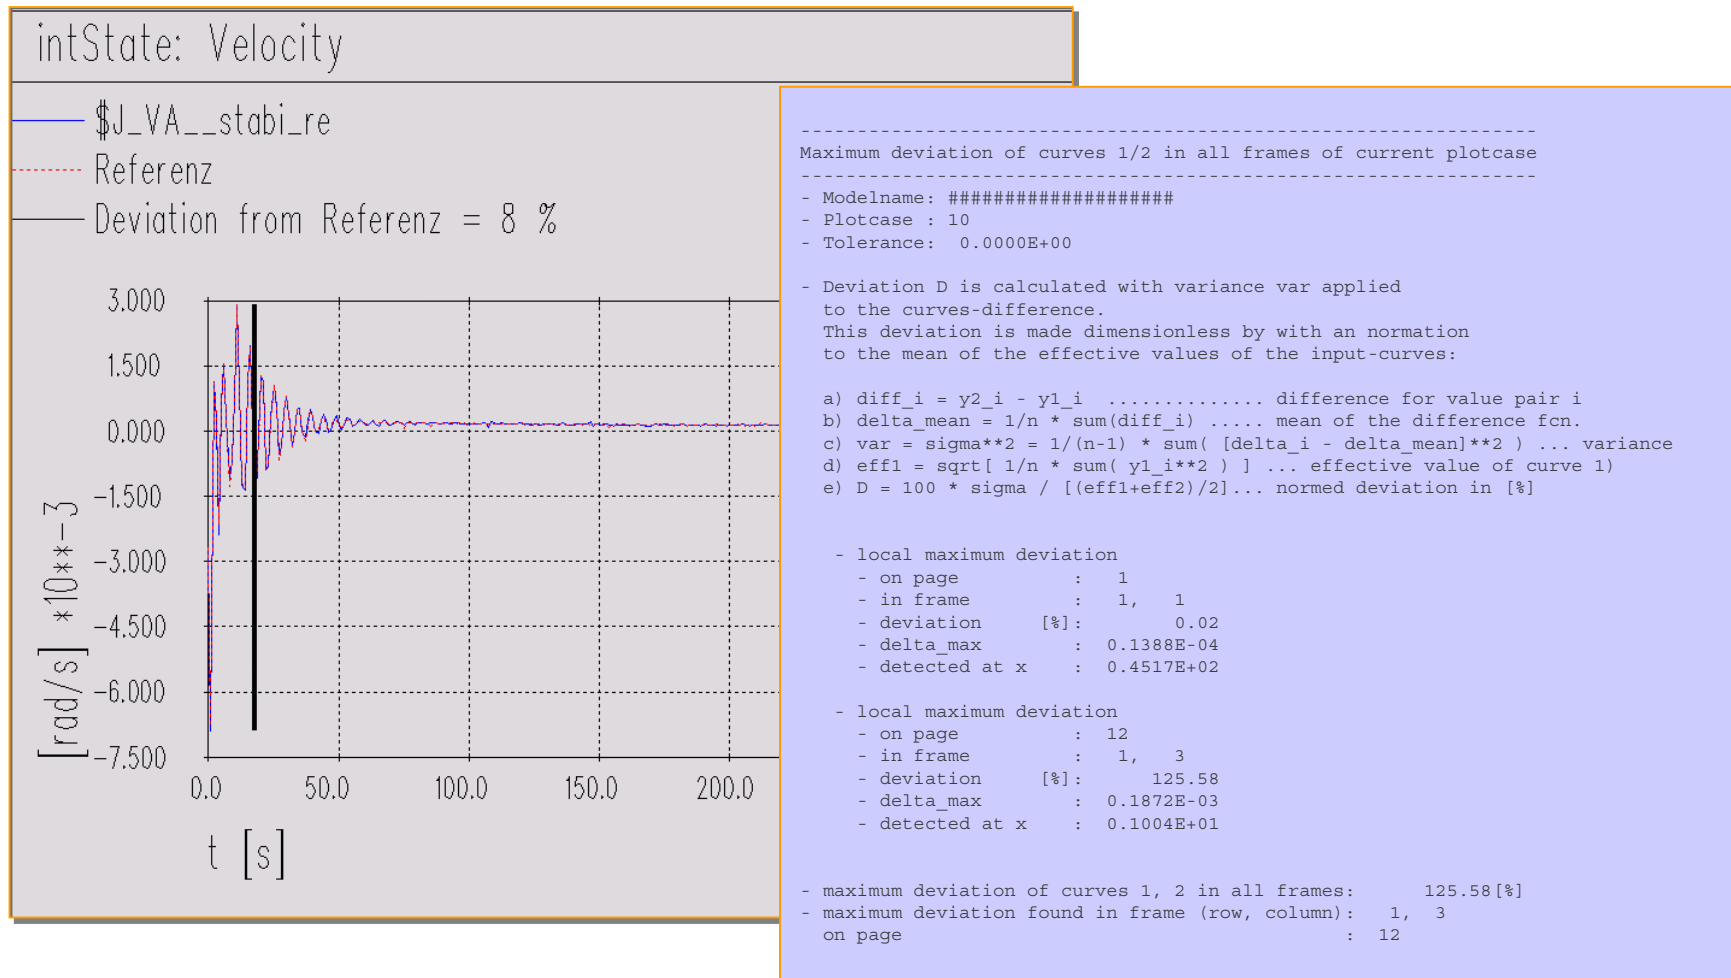 intState: Velocity
$J_VA__stabi_re
Referenz
Deviation from Referenz = 8 %
3.000
1.500
0.000
-1.500
-3.000
-4.500
-6.000
-7.500
[rad/s] *10**-3
0.0 50.0 100.0 150.0 200.0
t [s]
-----------------------------------------------------------------
Maximum deviation of curves 1/2 in all frames of current plotcase
-----------------------------------------------------------------
- Modelname: ####################
- Plotcase : 10
- Tolerance:  0.0000E+00
- Deviation D is calculated with variance var applied
to the curves-difference.
This deviation is made dimensionless by with an normation
to the mean of the effective values of the input-curves:
a) diff_i = y2_i - y1_i  .............. difference for value pair i
b) delta_mean = 1/n * sum(diff_i) ..... mean of the difference fcn.
c) var = sigma**2 = 1/(n-1) * sum( [delta_i - delta_mean]**2 ) ... variance
d) eff1 = sqrt[ 1/n * sum( y1_i**2 ) ] ... effective value of curve 1)
e) D = 100 * sigma / [(eff1+eff2)/2]... normed deviation in [%]
- local maximum deviation
- on page          :   1
- in frame         :   1,   1
- deviation     [%]:        0.02
- delta_max        :  0.1388E-04
- detected at x    :  0.4517E+02
- local maximum deviation
- on page          :  12
- in frame         :   1,   3
- deviation     [%]:      125.58
- delta_max        :  0.1872E-03
- detected at x    :  0.1004E+01
- maximum deviation of curves 1, 2 in all frames:      125.58[%]
- maximum deviation found in frame (row, column):   1,  3
on page                                       :  12